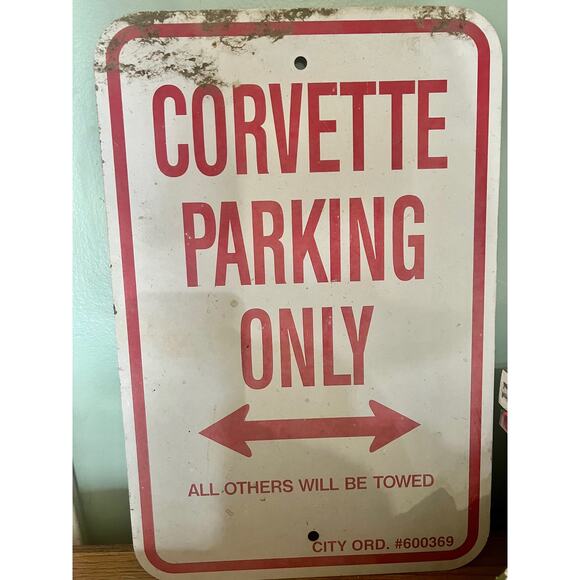 CORVETTE
PARKING
ONLY
ALL OTHERS WILL BE TOWED
CITY ORD. #600369